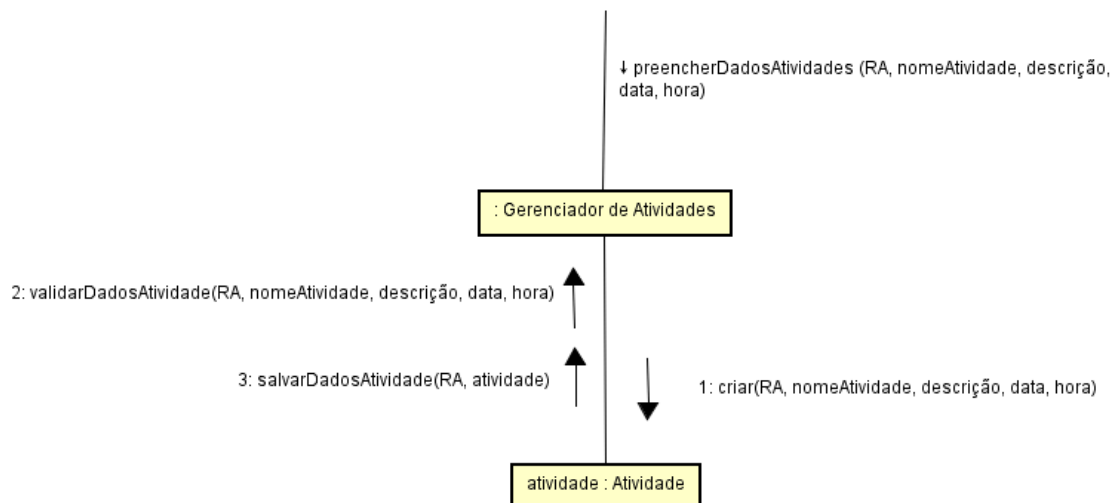 ↓ preencherDadosAtividades (RA, nomeAtividade, descrição,
data, hora)
: Gerenciador de Atividades
2: validarDadosAtividade(RA, nomeAtividade, descrição, data, hora)
3: salvarDadosAtividade(RA, atividade)
1: criar(RA, nomeAtividade, descrição, data, hora)
atividade : Atividade